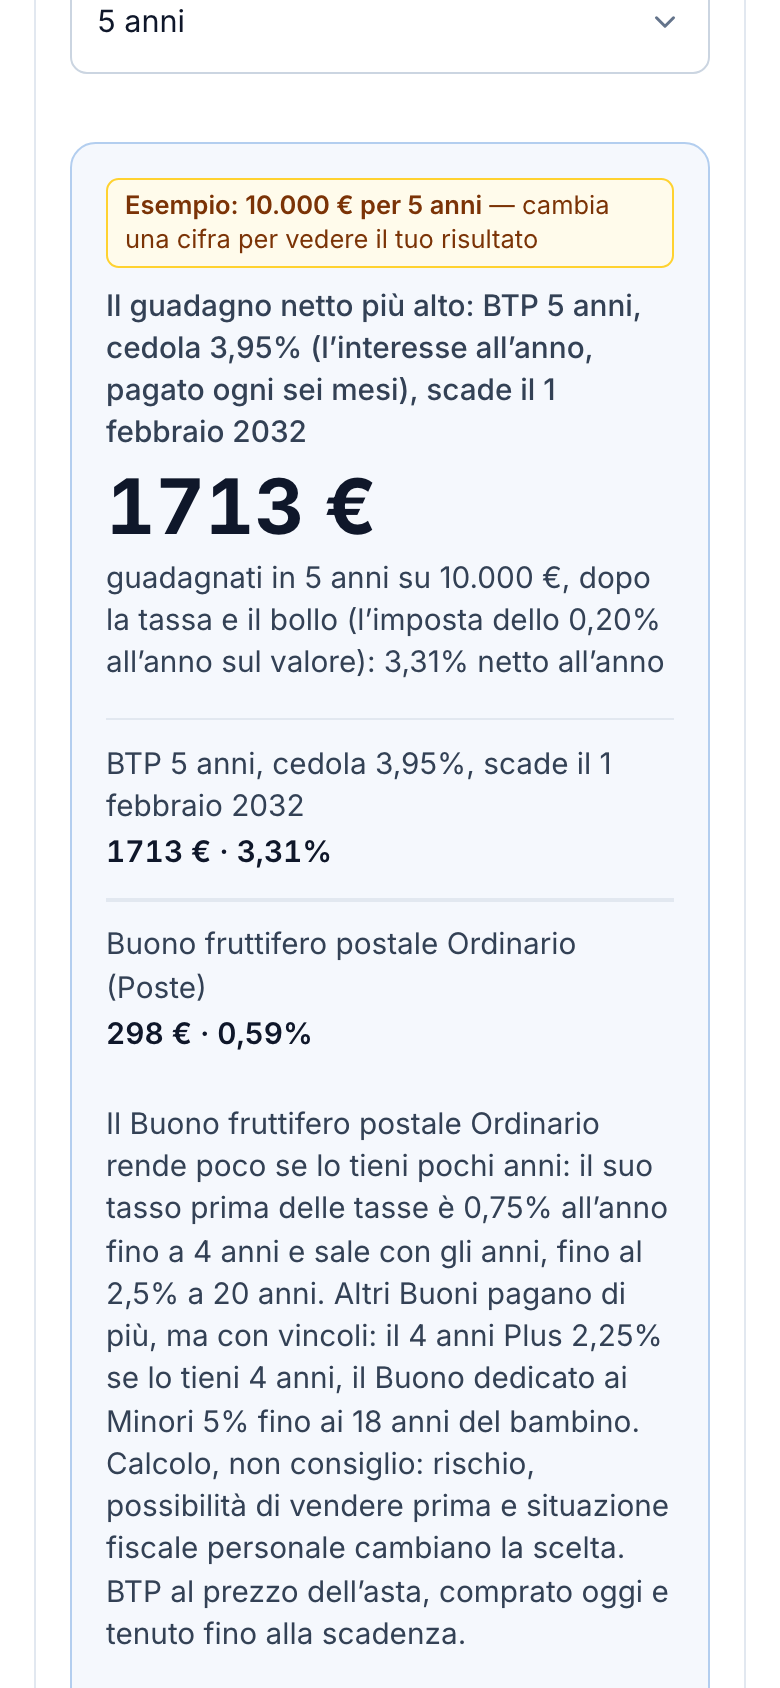 5 anni
Esempio: 10.000 € per 5 anni — cambia
una cifra per vedere il tuo risultato
Il guadagno netto più alto: BTP 5 anni,
cedola 3,95% (l’interesse all’anno,
pagato ogni sei mesi), scade il 1
febbraio 2032
1713 €
guadagnati in 5 anni su 10.000 €, dopo
la tassa e il bollo (l’imposta dello 0,20%
all’anno sul valore): 3,31% netto all’anno
BTP 5 anni, cedola 3,95%, scade il 1
febbraio 2032
1713 € · 3,31%
Buono fruttifero postale Ordinario
(Poste)
298 € · 0,59%
Il Buono fruttifero postale Ordinario
rende poco se lo tieni pochi anni: il suo
tasso prima delle tasse è 0,75% all’anno
fino a 4 anni e sale con gli anni, fino al
2,5% a 20 anni. Altri Buoni pagano di
più, ma con vincoli: il 4 anni Plus 2,25%
se lo tieni 4 anni, il Buono dedicato ai
Minori 5% fino ai 18 anni del bambino.
Calcolo, non consiglio: rischio,
possibilità di vendere prima e situazione
fiscale personale cambiano la scelta.
BTP al prezzo dell’asta, comprato oggi e
tenuto fino alla scadenza.